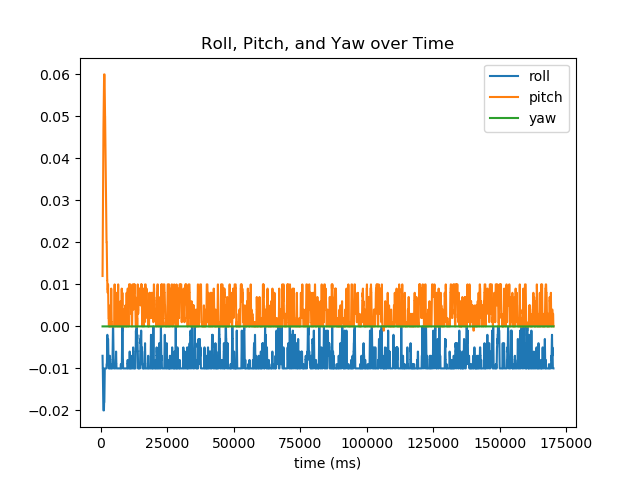 Roll, Pitch, and Yaw over Time
roll
pitch
yaw
0.06
0.05
0.04
0.03
0.02
0.01
0.00
−0.01
−0.02
0 25000 50000 75000 100000 125000 150000 175000
time (ms)